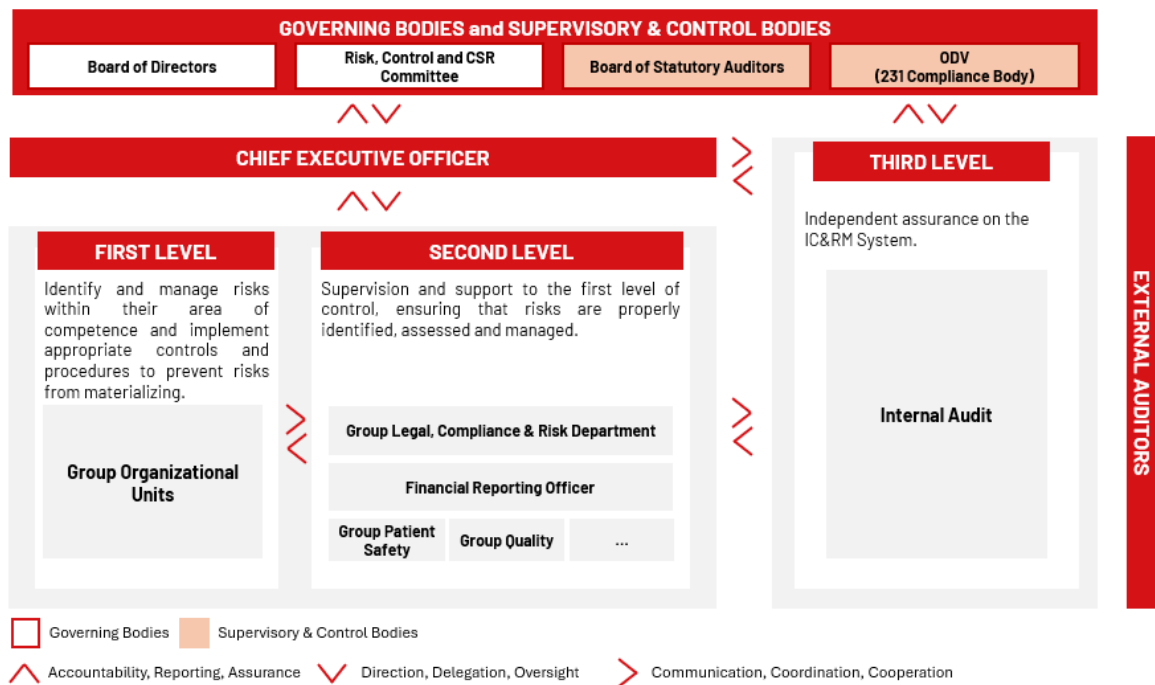 GOVERNING BODIES and SUPERVISORY & CONTROL BODIES
Board of Directors
Risk, Control and CSR
Committee
Board of Statutory Auditors
ODV
(231 Compliance Body)
CHIEF EXECUTIVE OFFICER
THIRD LEVEL
Independent assurance on the
IC&RM System.
Internal Audit
FIRST LEVEL
Identify and manage risks
within their area of
competence and implement
appropriate controls and
procedures to prevent risks
from materializing.
Group Organizational
Units
SECOND LEVEL
Supervision and support to the first level of
control, ensuring that risks are properly
identified, assessed and managed.
Group Legal, Compliance & Risk Department
Financial Reporting Officer
Group Patient
Safety
Group Quality
...
EXTERNAL AUDITORS
Governing Bodies
Supervisory & Control Bodies
Accountability, Reporting, Assurance
Direction, Delegation, Oversight
Communication, Coordination, Cooperation